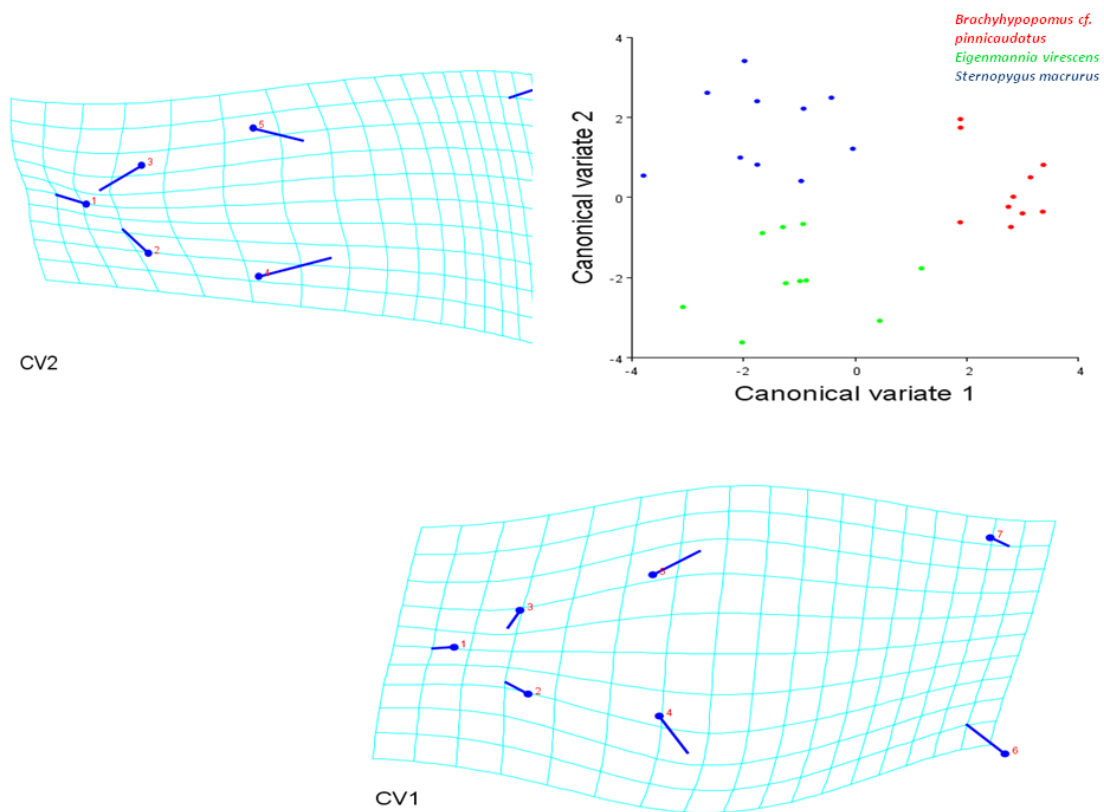 Brachyhypopomus cf.
pinnicaudatus
Eigenmannia virescens
Sternopygus macrurus
5
3
1
2
4
CV2
4
2
0
-2
-4
Canonical variate 2
-4
-2
0
2
4
Canonical variate 1
7
5
3
1
2
4
6
CV1